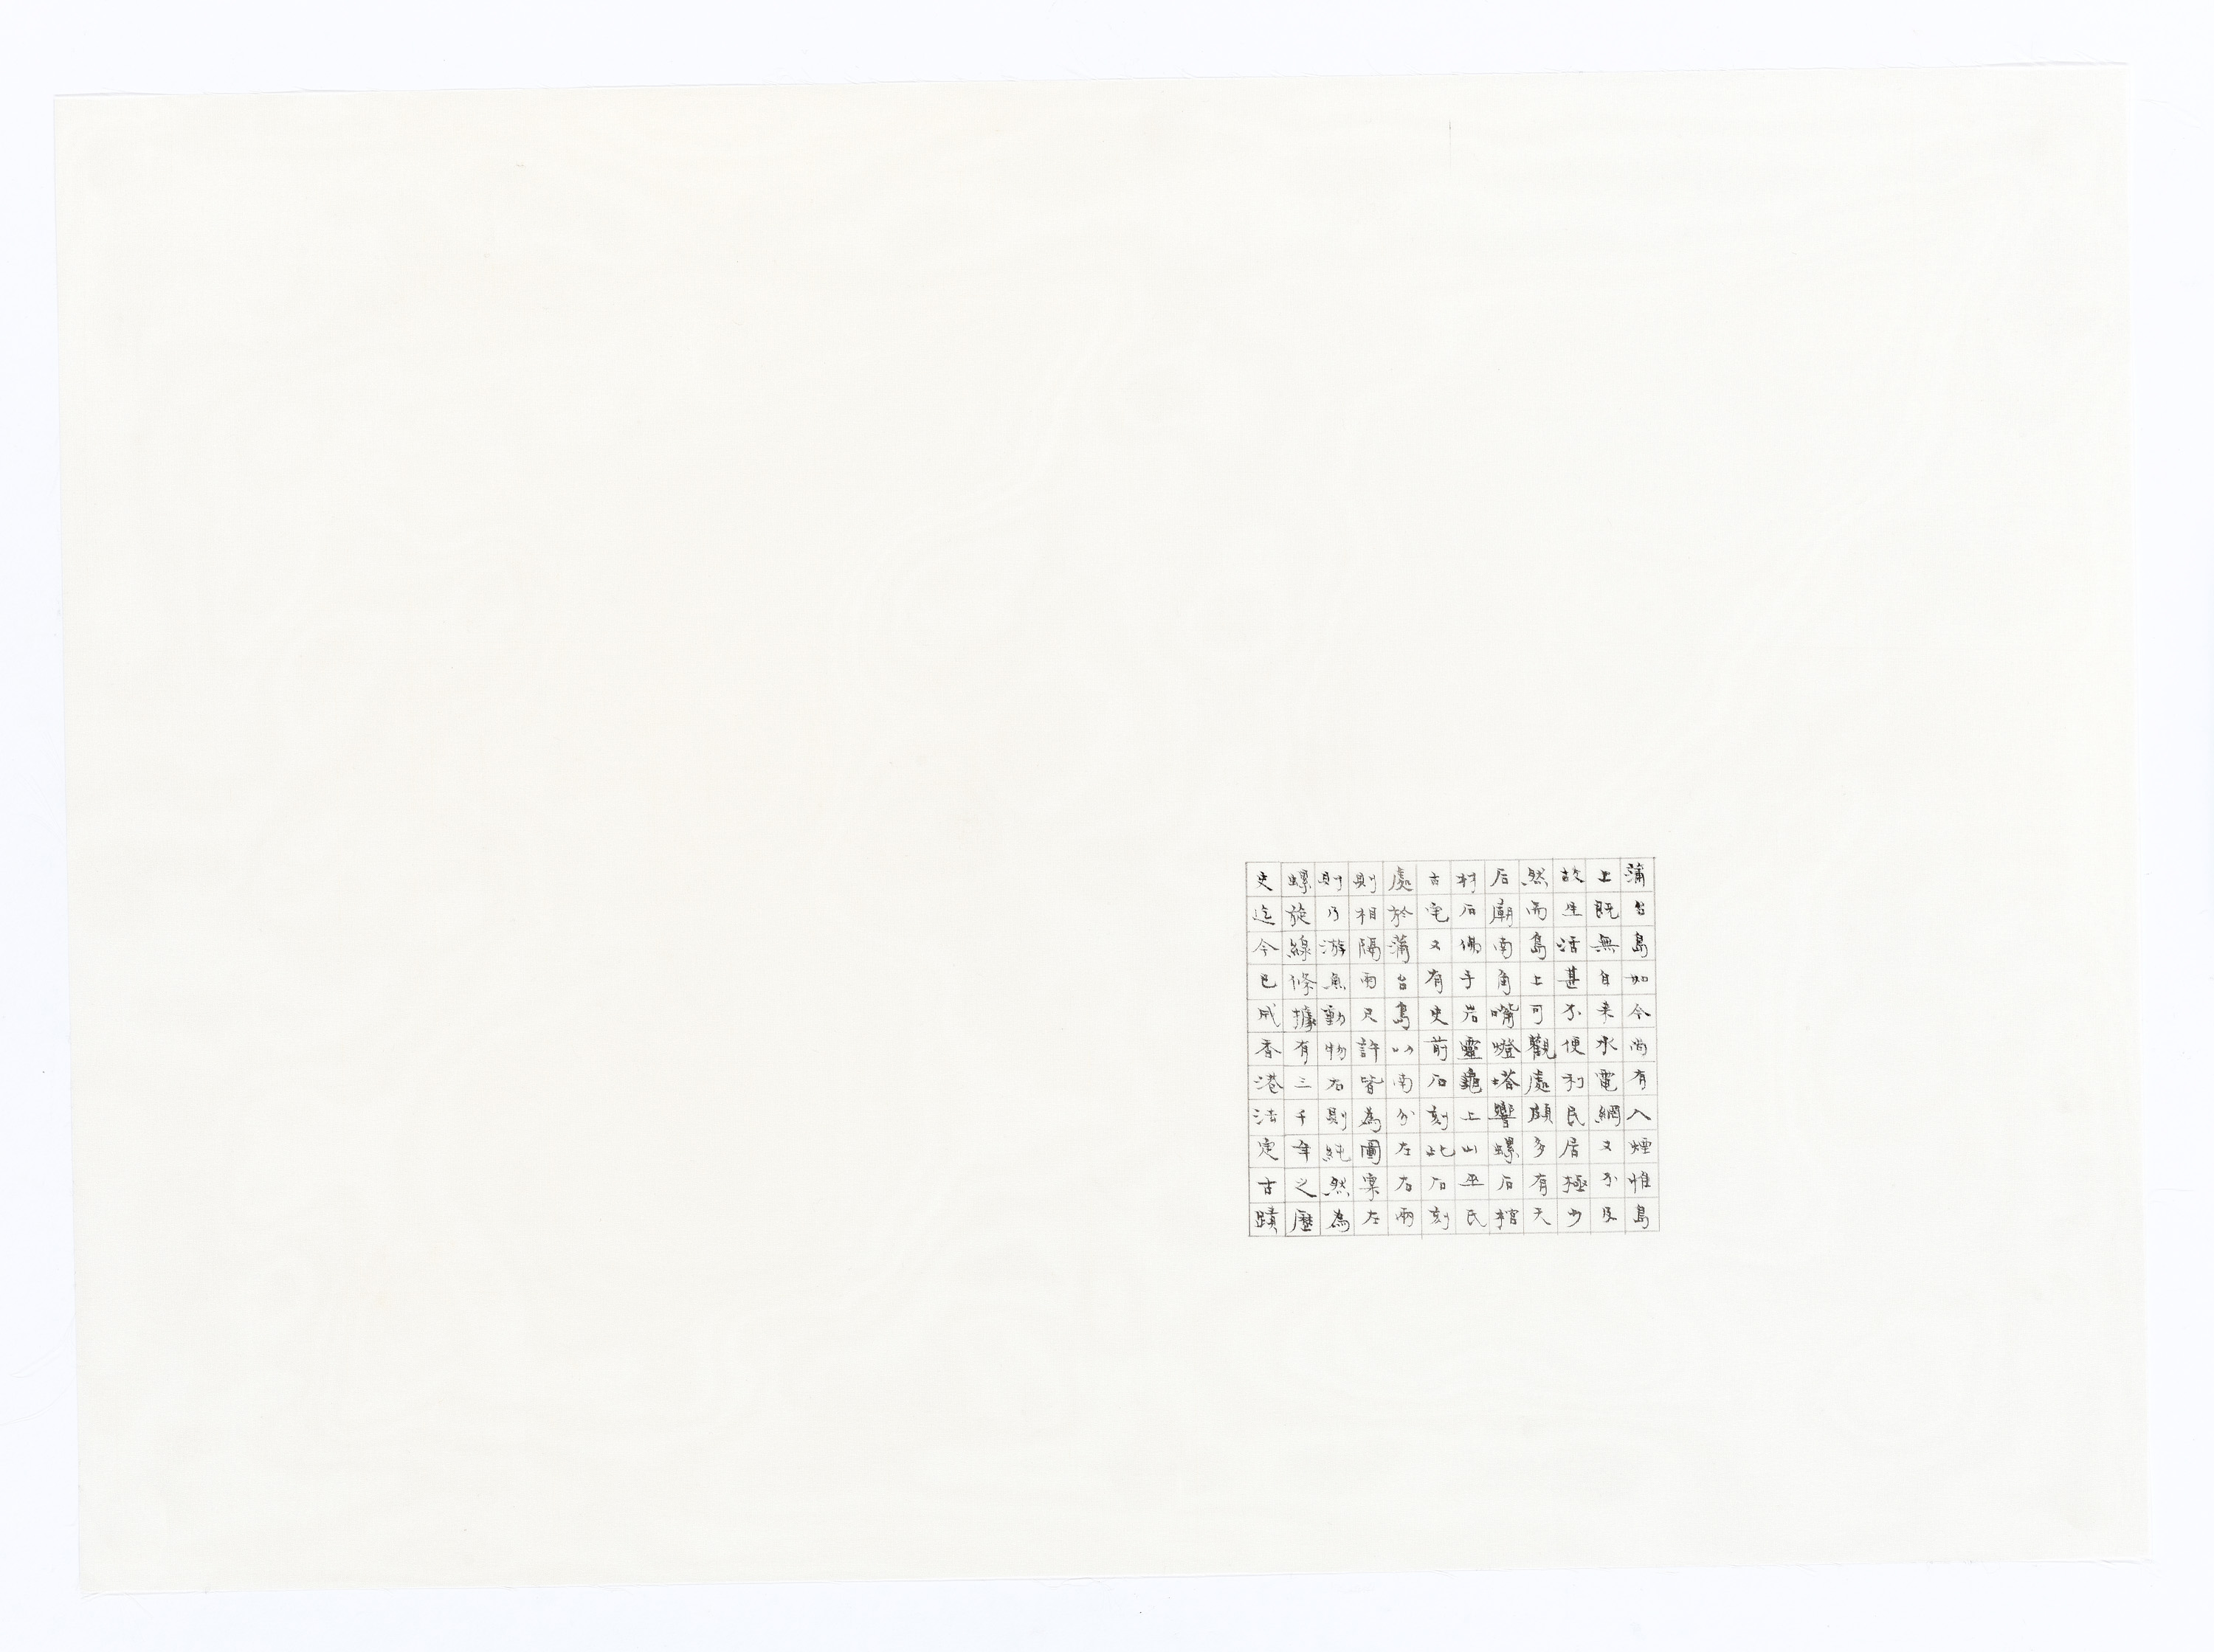 蒲台島如今尚有人煙惟島
上既無自来水電網又不及
故生活甚不便利民居極少
然而島上可觀處頗多有天
后廟南角嘴燈塔響螺石棺
材石佛手岩靈龜上山巫氏
古宅又有史前石刻此石刻
處於蒲台島以南分左右兩
則相隔兩尺許皆為圖案左
則乃游魚動物右則純然為
螺旋線條據有三千年之歷
史迄今已成香港法定古蹟